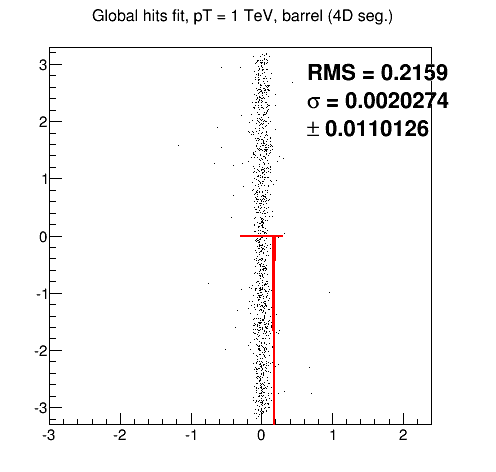 Global hits fit, pT = 1 TeV, barrel (4D seg.)
RMS = 0.2159
σ = 0.0020274
± 0.0110126
3
2
1
0
-1
-2
-3
-3 -2 -1 0 1 2